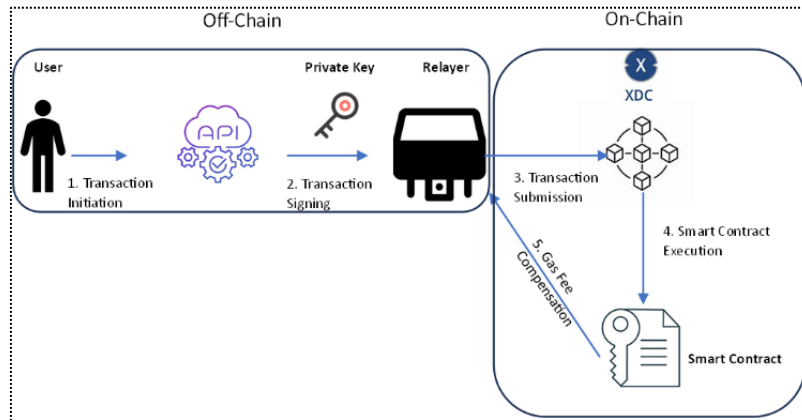 Off-Chain
On-Chain
User
Private Key
Relayer
X
XDC
API
1. Transaction
Initiation
2. Transaction
Signing
3. Transaction
Submission
4. Smart Contract
Execution
5. Gas Fee
Compensation
Smart Contract